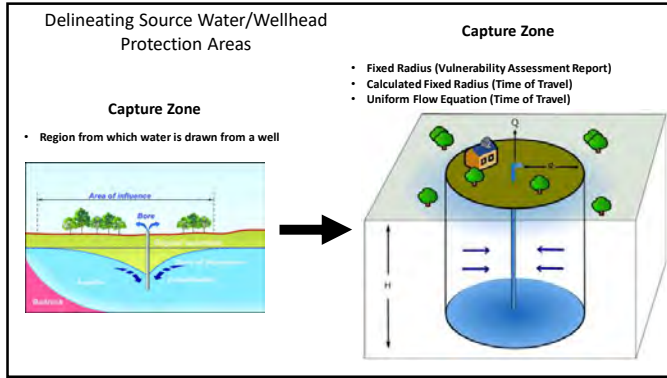 Delineating Source Water/Wellhead
Protection Areas
Capture Zone
• Region from which water is drawn from a well
Area of influence
Bore
Bedrock
Capture Zone
• Fixed Radius (Vulnerability Assessment Report)
• Calculated Fixed Radius (Time of Travel)
• Uniform Flow Equation (Time of Travel)
Q
H